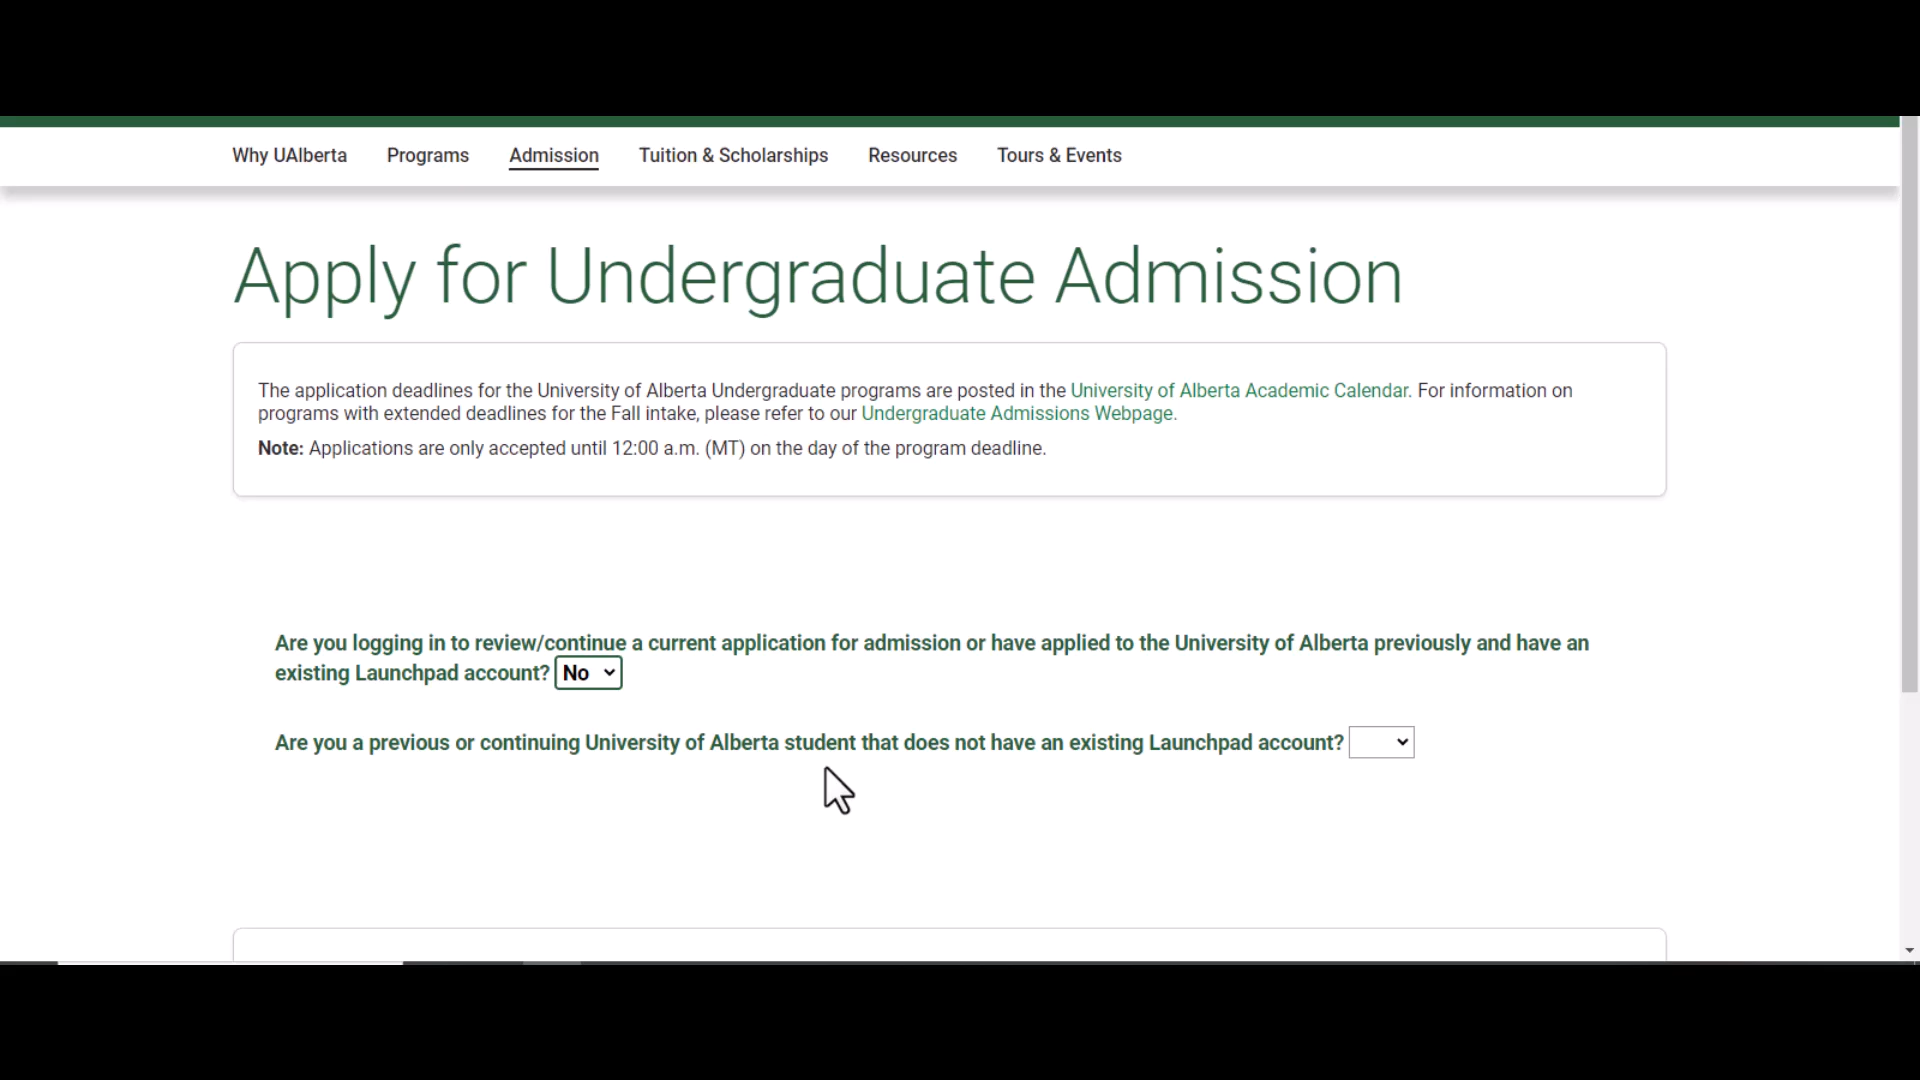 Why UAlberta Programs Admission Tuition & Scholarships Resources Tours & Events
Apply for Undergraduate Admission
The application deadlines for the University of Alberta Undergraduate programs are posted in the University of Alberta Academic Calendar. For information on
programs with extended deadlines for the Fall intake, please refer to our Undergraduate Admissions Webpage.
Note: Applications are only accepted until 12:00 a.m. (MT) on the day of the program deadline.
Are you logging in to review/continue a current application for admission or have applied to the University of Alberta previously and have an
existing Launchpad account? No
Are you a previous or continuing University of Alberta student that does not have an existing Launchpad account?